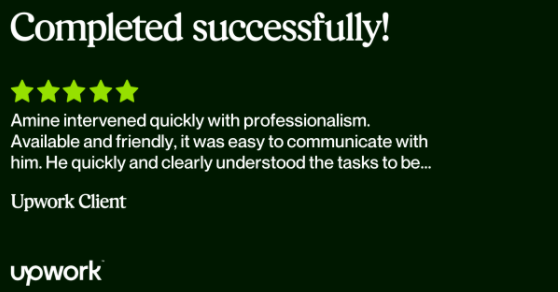 Completed successfully!
Amine intervened quickly with professionalism.
Available and friendly, it was easy to communicate with
him. He quickly and clearly understood the tasks to be...
Upwork Client
upwork